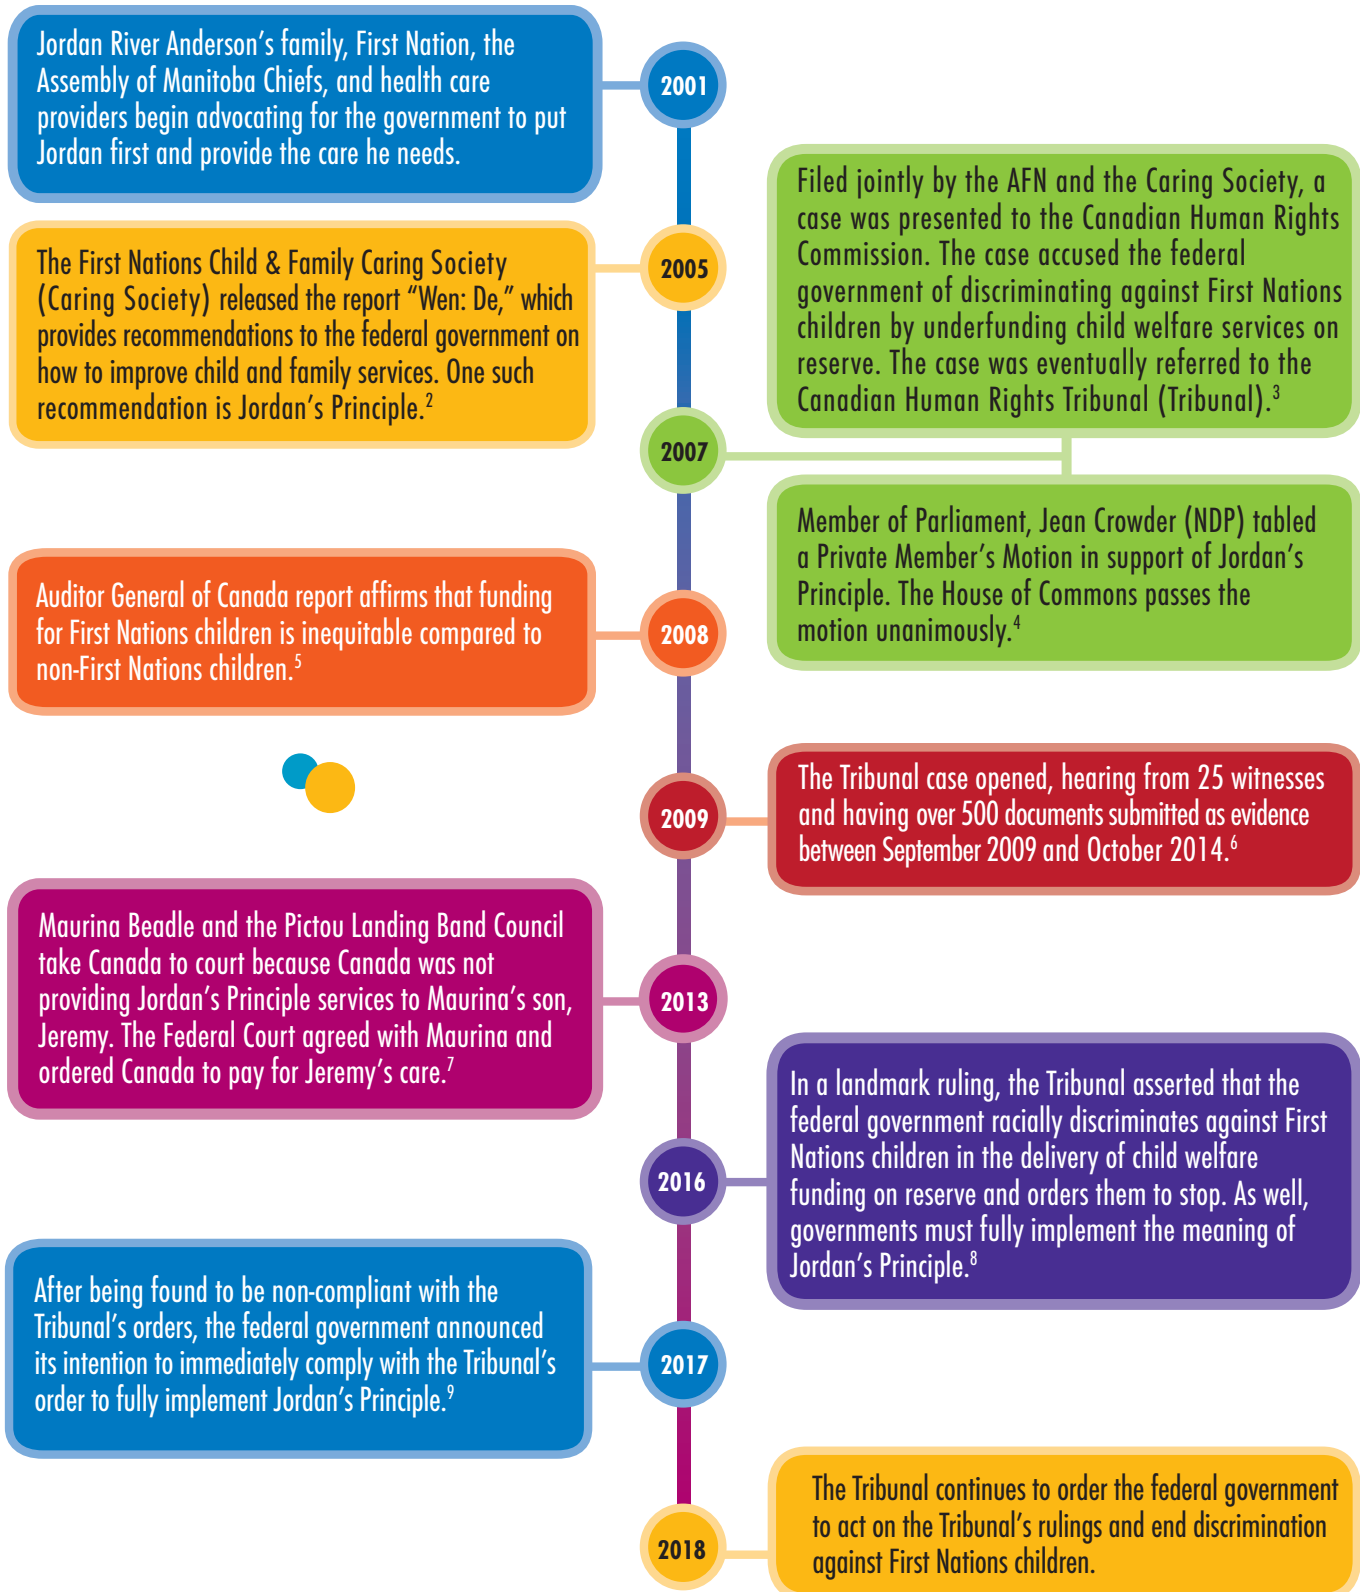 2001
Jordan River Anderson’s family, First Nation, the
Assembly of Manitoba Chiefs, and health care
providers begin advocating for the government to put
Jordan first and provide the care he needs.
2005
The First Nations Child & Family Caring Society
(Caring Society) released the report “Wen: De,” which
provides recommendations to the federal government on
how to improve child and family services. One such
recommendation is Jordan’s Principle.2
2007
Filed jointly by the AFN and the Caring Society, a
case was presented to the Canadian Human Rights
Commission. The case accused the federal
government of discriminating against First Nations
children by underfunding child welfare services on
reserve. The case was eventually referred to the
Canadian Human Rights Tribunal (Tribunal).3
Member of Parliament, Jean Crowder (NDP) tabled
a Private Member’s Motion in support of Jordan’s
Principle. The House of Commons passes the
motion unanimously.4
2008
Auditor General of Canada report affirms that funding
for First Nations children is inequitable compared to
non-First Nations children.5
2009
The Tribunal case opened, hearing from 25 witnesses
and having over 500 documents submitted as evidence
between September 2009 and October 2014.6
2013
Maurina Beadle and the Pictou Landing Band Council
take Canada to court because Canada was not
providing Jordan’s Principle services to Maurina’s son,
Jeremy. The Federal Court agreed with Maurina and
ordered Canada to pay for Jeremy’s care.7
2016
In a landmark ruling, the Tribunal asserted that the
federal government racially discriminates against First
Nations children in the delivery of child welfare
funding on reserve and orders them to stop. As well,
governments must fully implement the meaning of
Jordan’s Principle.8
2017
After being found to be non-compliant with the
Tribunal’s orders, the federal government announced
its intention to immediately comply with the Tribunal’s
order to fully implement Jordan’s Principle.9
2018
The Tribunal continues to order the federal government
to act on the Tribunal’s rulings and end discrimination
against First Nations children.